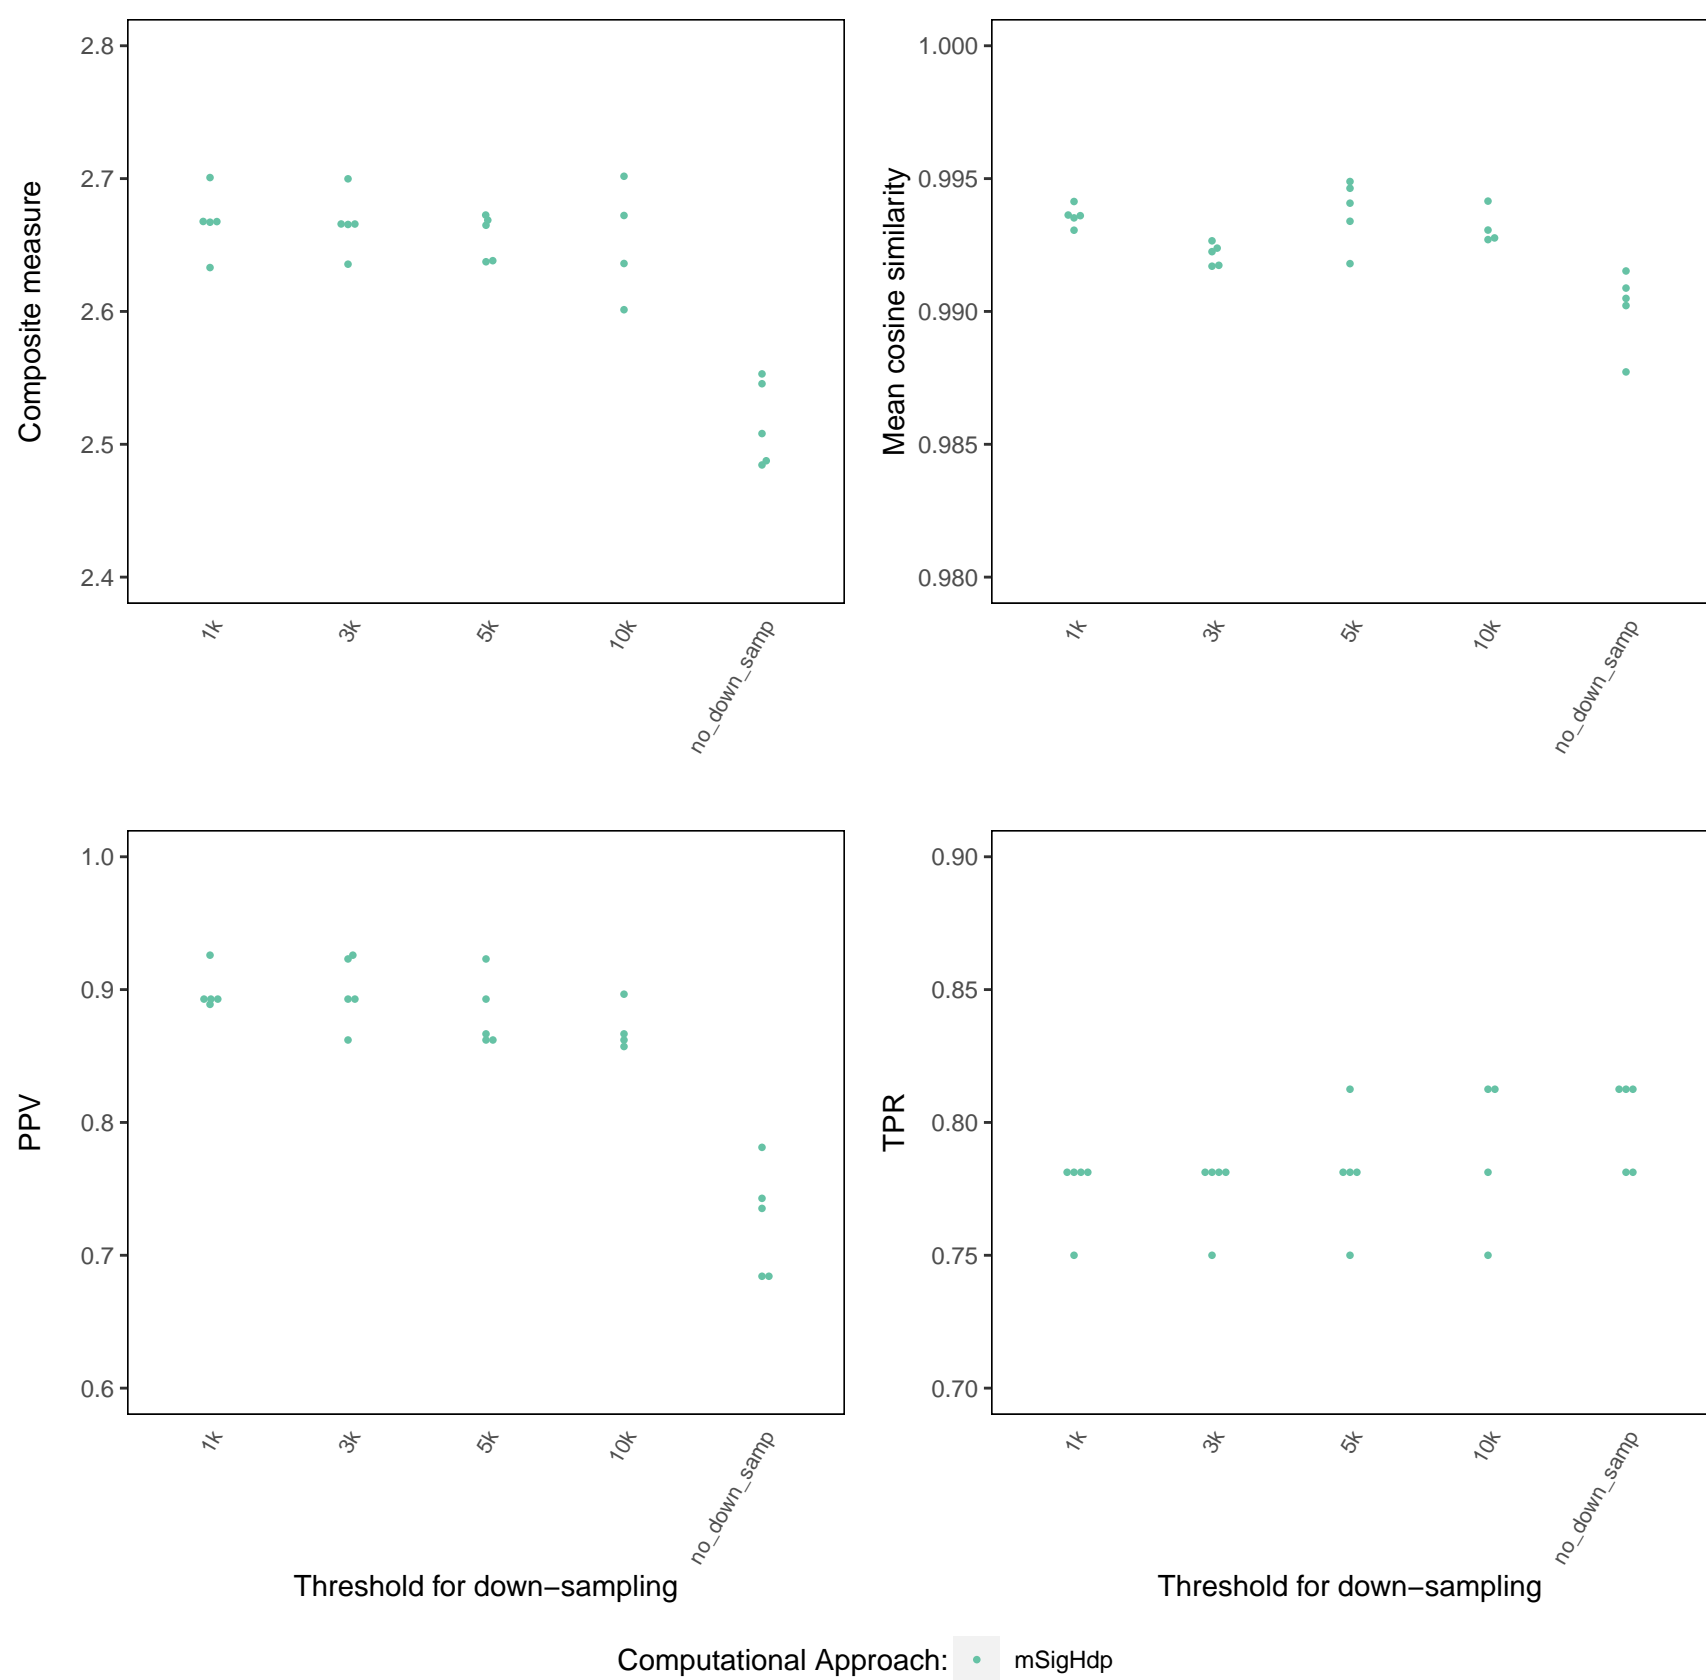 Composite measure
2.8
2.7
2.6
2.5
2.4
1k
3k
5k
10k
no_down_samp
Mean cosine similarity
1.000
0.995
0.990
0.985
0.980
1k
3k
5k
10k
no_down_samp
PPV
1.0
0.9
0.8
0.7
0.6
1k
3k
5k
10k
no_down_samp
Threshold for down−sampling
TPR
0.90
0.85
0.80
0.75
0.70
1k
3k
5k
10k
no_down_samp
Threshold for down−sampling
Computational Approach: mSigHdp